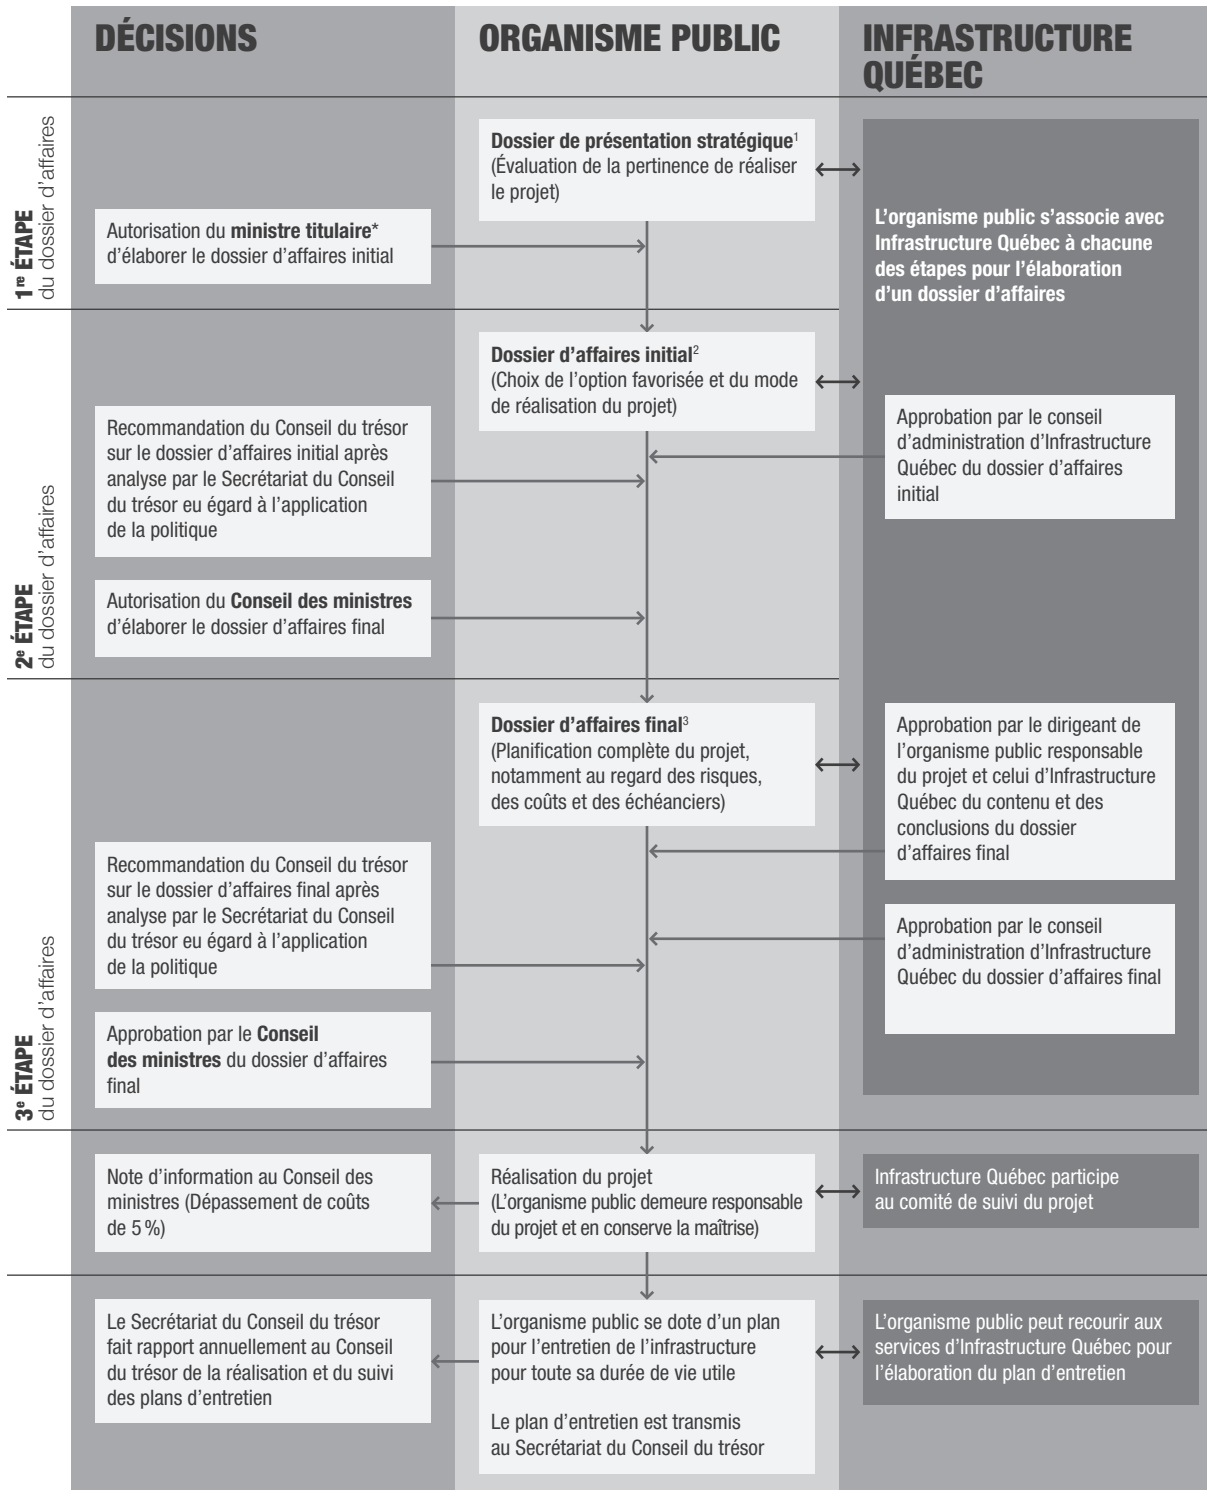 DÉCISIONS
ORGANISME PUBLIC
INFRASTRUCTURE
QUÉBEC
1re ÉTAPE
du dossier d'affaires
Dossier de présentation stratégique1
(Évaluation de la pertinence de réaliser
le projet)
Autorisation du ministre titulaire*
d'élaborer le dossier d'affaires initial
L'organisme public s'associe avec
Infrastructure Québec à chacune
des étapes pour l'élaboration
d'un dossier d'affaires
2e ÉTAPE
du dossier d'affaires
Dossier d'affaires initial2
(Choix de l'option favorisée et du mode
de réalisation du projet)
Recommandation du Conseil du trésor
sur le dossier d'affaires initial après
analyse par le Secrétariat du Conseil
du trésor eu égard à l'application
de la politique
Approbation par le conseil
d'administration d'Infrastructure
Québec du dossier d'affaires
initial
Autorisation du Conseil des ministres
d'élaborer le dossier d'affaires final
3e ÉTAPE
du dossier d'affaires
Dossier d'affaires final3
(Planification complète du projet,
notamment au regard des risques,
des coûts et des échéanciers)
Approbation par le dirigeant de
l'organisme public responsable
du projet et celui d'Infrastructure
Québec du contenu et des
conclusions du dossier
d'affaires final
Recommandation du Conseil du trésor
sur le dossier d'affaires final après
analyse par le Secrétariat du Conseil
du trésor eu égard à l'application
de la politique
Approbation par le conseil
d'administration d'Infrastructure
Québec du dossier d'affaires final
Approbation par le Conseil
des ministres du dossier d'affaires
final
Note d'information au Conseil des
ministres (Dépassement de coûts
de 5 %)
Réalisation du projet
(L'organisme public demeure responsable
du projet et en conserve la maîtrise)
Infrastructure Québec participe
au comité de suivi du projet
Le Secrétariat du Conseil du trésor
fait rapport annuellement au Conseil
du trésor de la réalisation et du suivi
des plans d'entretien
L'organisme public se dote d'un plan
pour l'entretien de l'infrastructure
pour toute sa durée de vie utile
Le plan d'entretien est transmis
au Secrétariat du Conseil du trésor
L'organisme public peut recourir aux
services d'Infrastructure Québec pour
l'élaboration du plan d'entretien